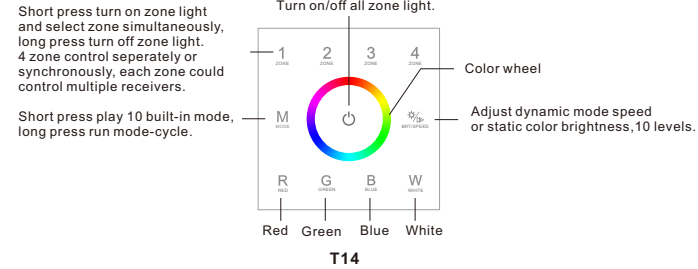 Short press turn on zone light
and select zone simultaneously,
long press turn off zone light.
4 zone control seperately or
synchronously, each zone could
control multiple receivers.
Turn on/off all zone light.
1 2 3 4
ZONE ZONE ZONE ZONE
Color wheel
Short press play 10 built-in mode,
long press run mode-cycle.
M
MODE
BRT/SPEED
Adjust dynamic mode speed
or static color brightness,10 levels.
R G B W
RED GREEN BLUE WHITE
Red Green Blue White
T14